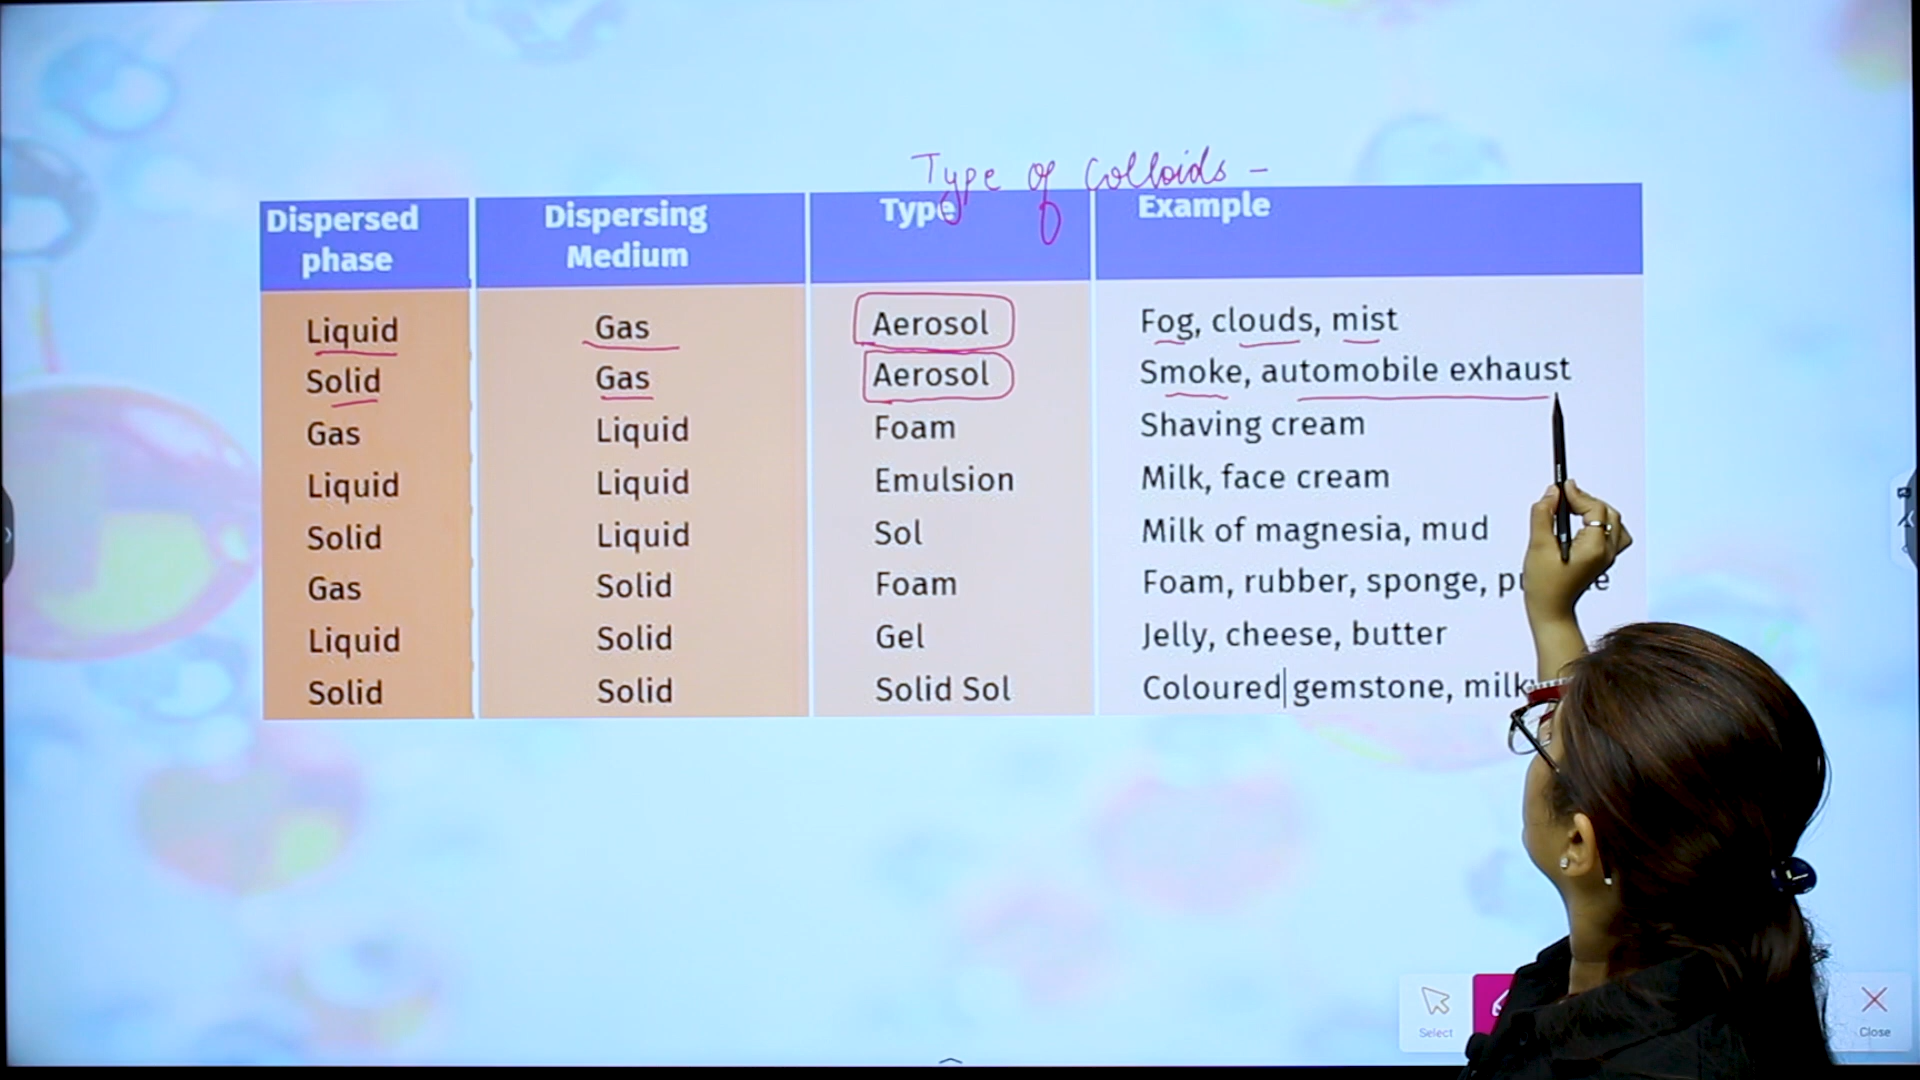 Type of Colloids -
Dispersed phase Dispersing Medium Type Example
Liquid Gas Aerosol Fog, clouds, mist
Solid Gas Aerosol Smoke, automobile exhaust
Gas Liquid Foam Shaving cream
Liquid Liquid Emulsion Milk, face cream
Solid Liquid Sol Milk of magnesia, mud
Gas Solid Foam Foam, rubber, sponge,
Liquid Solid Gel Jelly, cheese, butter
Solid Solid Solid Sol Coloured gemstone,
Select Close